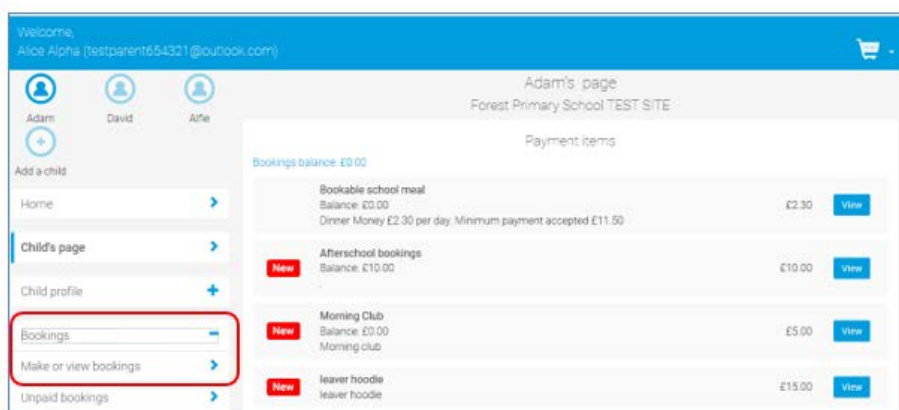 Welcome,
Alice Alpha (testparent654321@outlook.com)
Adam
David
Alfie
Add a child
Home
Child's page
Child profile
Bookings
Make or view bookings
Unpaid bookings
Adam's page
Forest Primary School TEST SITE
Payment items
Bookings balance: £0.00
Bookable school meal
Balance: £0.00
Dinner Money £2.30 per day. Minimum payment accepted £11.50
£2.30
View
New
Afterschool bookings
Balance: £10.00
.
£10.00
View
New
Morning Club
Balance: £0.00
Morning club
£5.00
View
New
leaver hoodie
leaver hoodie
£15.00
View